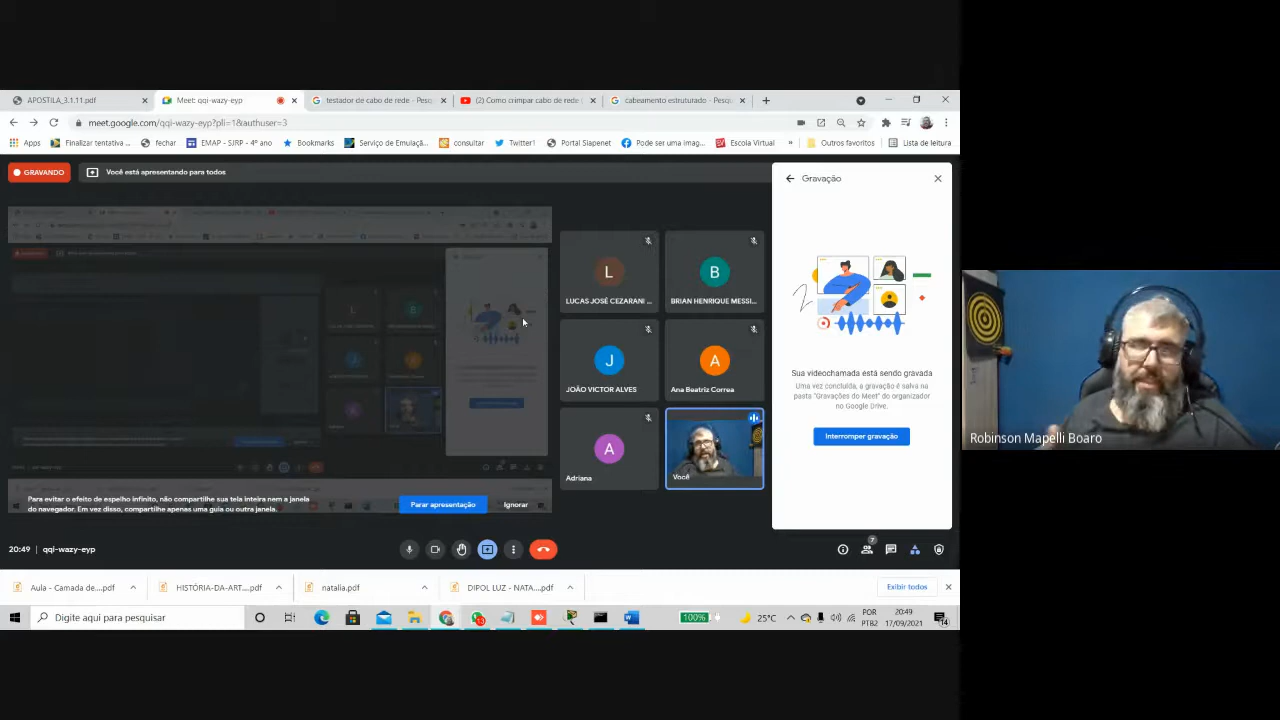 APOSTILA_3.1.11.pdf
Meet: qqi-wazy-eyp
testador de cabo de rede - Pesq
(2) Como crimpar cabo de rede (
cabeamento estruturado - Pesqu
meet.google.com/qqi-wazy-eyp?pli=1&authuser=3
Apps
Finalizar tentativa ...
fechar
EMAP - SJRP - 4º ano
Bookmarks
Serviço de Emulaçã...
consultar
Twitter1
Portal Slapenet
Pode ser uma imag...
Escola Virtual
»
Outros favoritos
Lista de leitura
GRAVANDO
Você está apresentando para todos
Gravação
L
LUCAS JOSÉ CEZARANI ...
B
BRIAN HENRIQUE MESSI...
J
JOÃO VICTOR ALVES
A
Ana Beatriz Correa
A
Adriana
Você
Sua videochamada está sendo gravada
Uma vez concluída, a gravação é salva na
pasta "Gravações do Meet" do organizador
no Google Drive.
Interromper gravação
Robinson Mapelli Boaro
Para evitar o efeito de espelho infinito, não compartilhe sua tela inteira nem a janela
do navegador. Em vez disso, compartilhe apenas uma guia ou outra janela.
Parar apresentação
Ignorar
20:49 | qqi-wazy-eyp
7
Aula - Camada de....pdf
HISTÓRIA-DA-ART....pdf
natalia.pdf
DIPOL LUZ - NATA....pdf
Exibir todos
Digite aqui para pesquisar
100%
25°C
POR
PTB2
20:49
17/09/2021
14